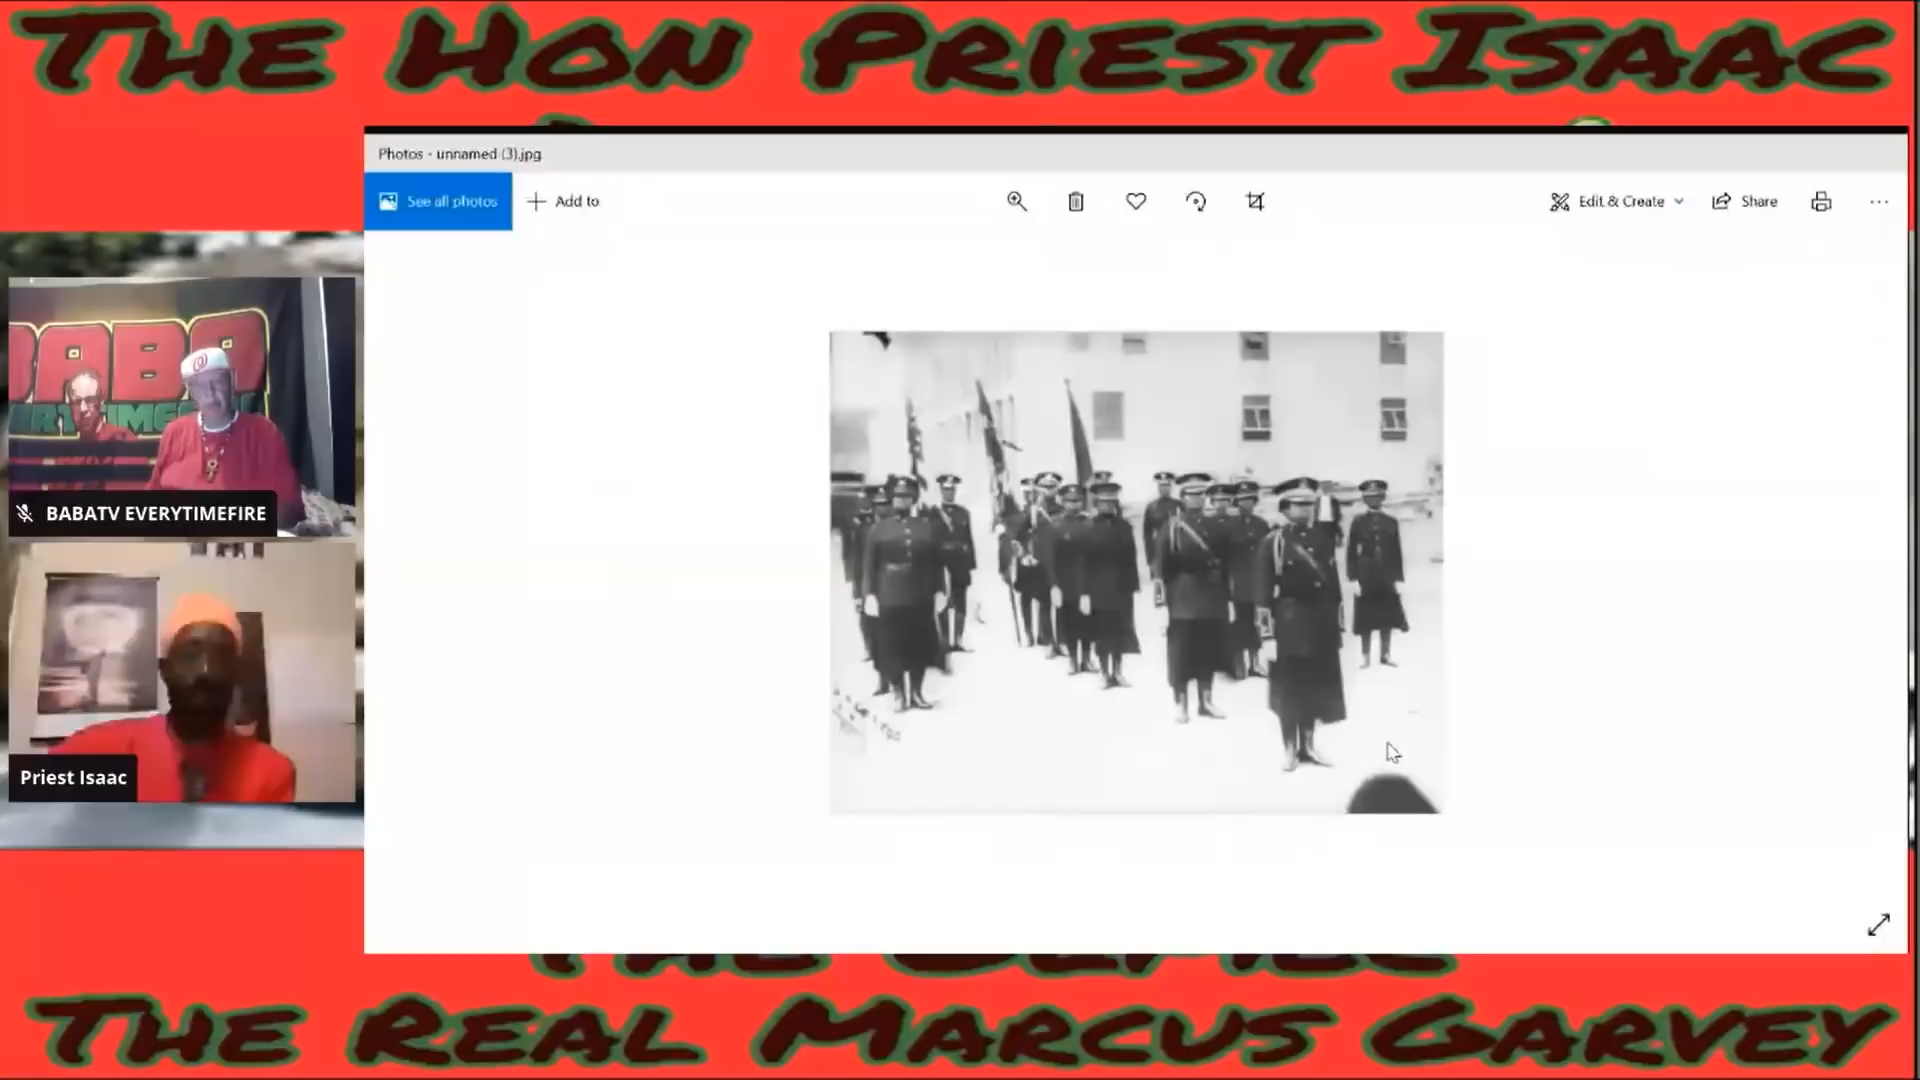 THE HON PRIEST ISAAC
Photos - unnamed (3).jpg
See all photos
Add to
Edit & Create
Share
BABA
BABATV EVERYTIMEFIRE
Priest Isaac
THE REAL MARCUS GARVEY